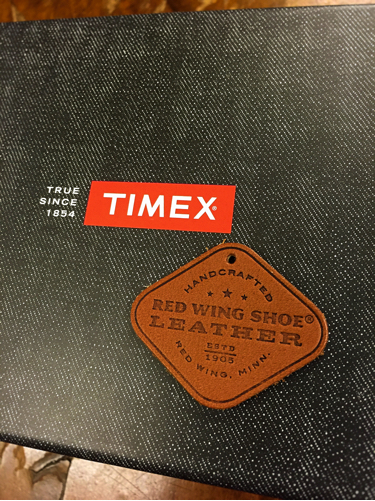 TRUE
SINCE
1854
TIMEX®
HANDCRAFTED
RED WING SHOE®
LEATHER
ESTD
1905
RED WING, MINN.